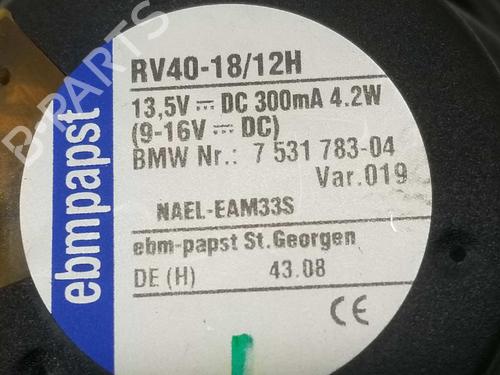 ebmpapst
RV40-18/12H
13,5V ⎓ DC 300mA 4.2W
(9-16V ⎓ DC)
BMW Nr.: 7 531 783-04
Var.019
NAEL-EAM33S
ebm-papst St.Georgen
DE (H) 43.08
CE
B-PARTS